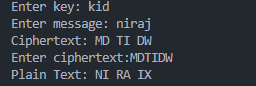 Enter key: kid
Enter message: niraj
Ciphertext: MD TI DW
Enter ciphertext:MDTIDW
Plain Text: NI RA IX